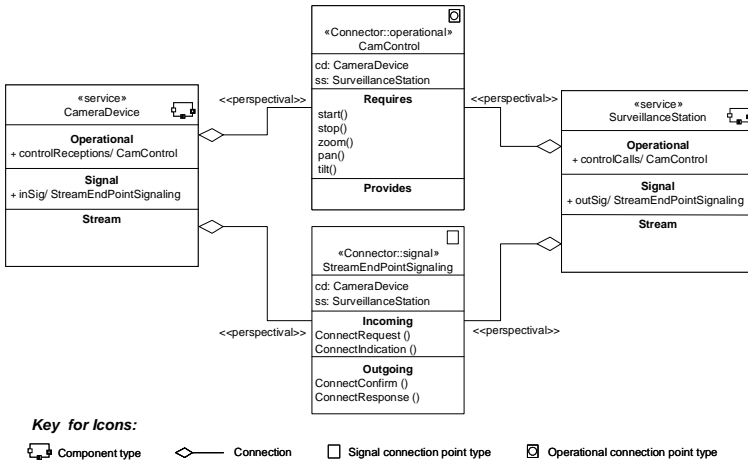 «Connector::operational»
CamControl
cd: CameraDevice
ss: SurveillanceStation
Requires
start()
stop()
zoom()
pan()
tilt()
Provides
«service»
CameraDevice
Operational
+ controlReceptions/ CamControl
Signal
+ inSig/ StreamEndPointSignaling
Stream
<<perspectival>>
<<perspectival>>
«service»
SurveillanceStation
Operational
+ controlCalls/ CamControl
Signal
+ outSig/ StreamEndPointSignaling
Stream
«Connector::signal»
StreamEndPointSignaling
cd: CameraDevice
ss: SurveillanceStation
Incoming
ConnectRequest ()
ConnectIndication ()
Outgoing
ConnectConfirm ()
ConnectResponse ()
<<perspectival>>
<<perspectival>>
Key for Icons:
Component type
Connection
Signal connection point type
Operational connection point type